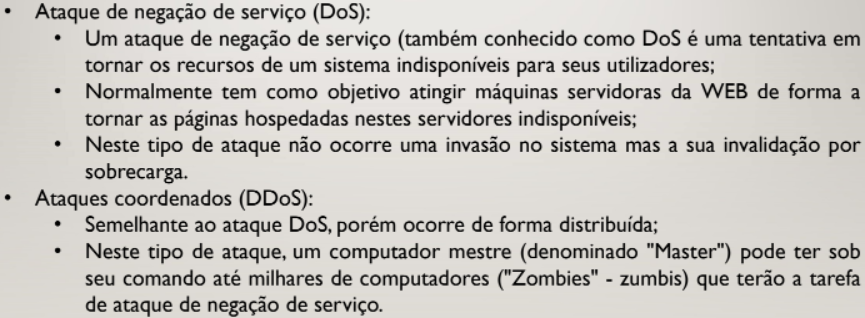 • Ataque de negação de serviço (DoS):
• Um ataque de negação de serviço (também conhecido como DoS é uma tentativa em
tornar os recursos de um sistema indisponíveis para seus utilizadores;
• Normalmente tem como objetivo atingir máquinas servidoras da WEB de forma a
tornar as páginas hospedadas nestes servidores indisponíveis;
• Neste tipo de ataque não ocorre uma invasão no sistema mas a sua invalidação por
sobrecarga.
• Ataques coordenados (DDoS):
• Semelhante ao ataque DoS, porém ocorre de forma distribuída;
• Neste tipo de ataque, um computador mestre (denominado "Master") pode ter sob
seu comando até milhares de computadores ("Zombies" - zumbis) que terão a tarefa
de ataque de negação de serviço.